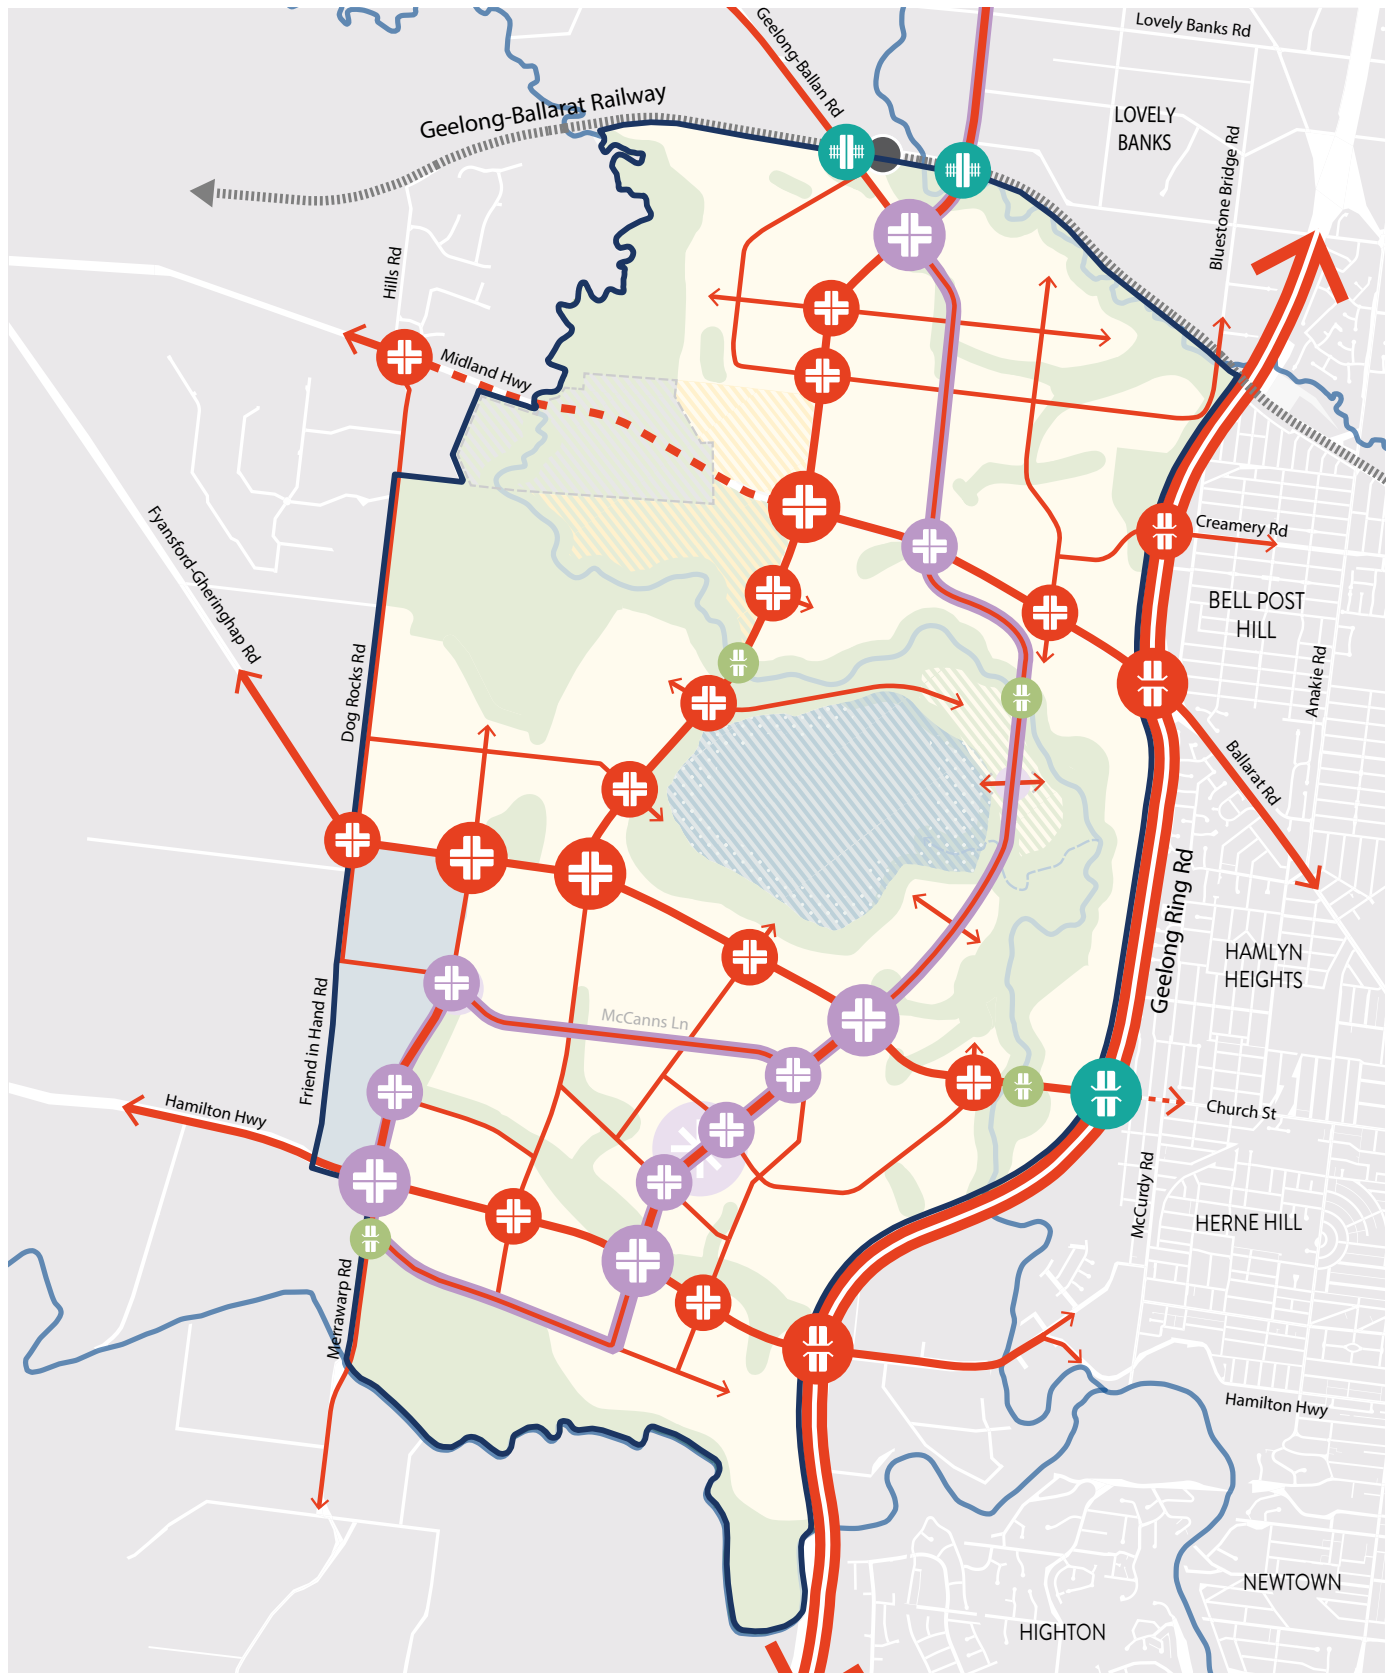 Lovely Banks Rd
Geelong-Ballan Rd
Geelong-Ballarat Railway
LOVELY
BANKS
Bluestone Bridge Rd
Hills Rd
Midland Hwy
Fyansford-Gheringhap Rd
Creamery Rd
BELL POST
HILL
Anakie Rd
Dog Rocks Rd
Ballarat Rd
Geelong Ring Rd
HAMLYN
HEIGHTS
McCanns Ln
Friend in Hand Rd
Hamilton Hwy
Church St
McCurdy Rd
HERNE HILL
Merrawarp Rd
Hamilton Hwy
NEWTOWN
HIGHTON